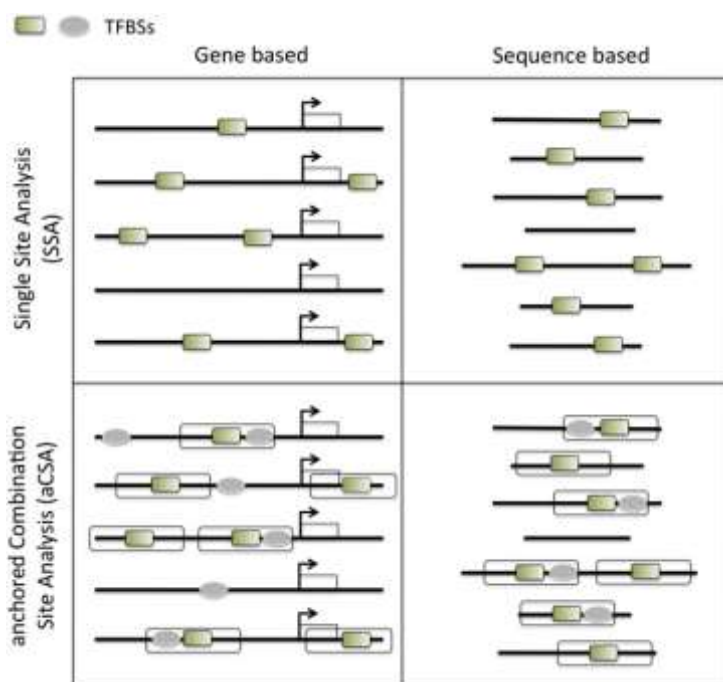 TFBSs
Gene based
Sequence based
Single Site Analysis
(SSA)
anchored Combination
Site Analysis (aCSA)